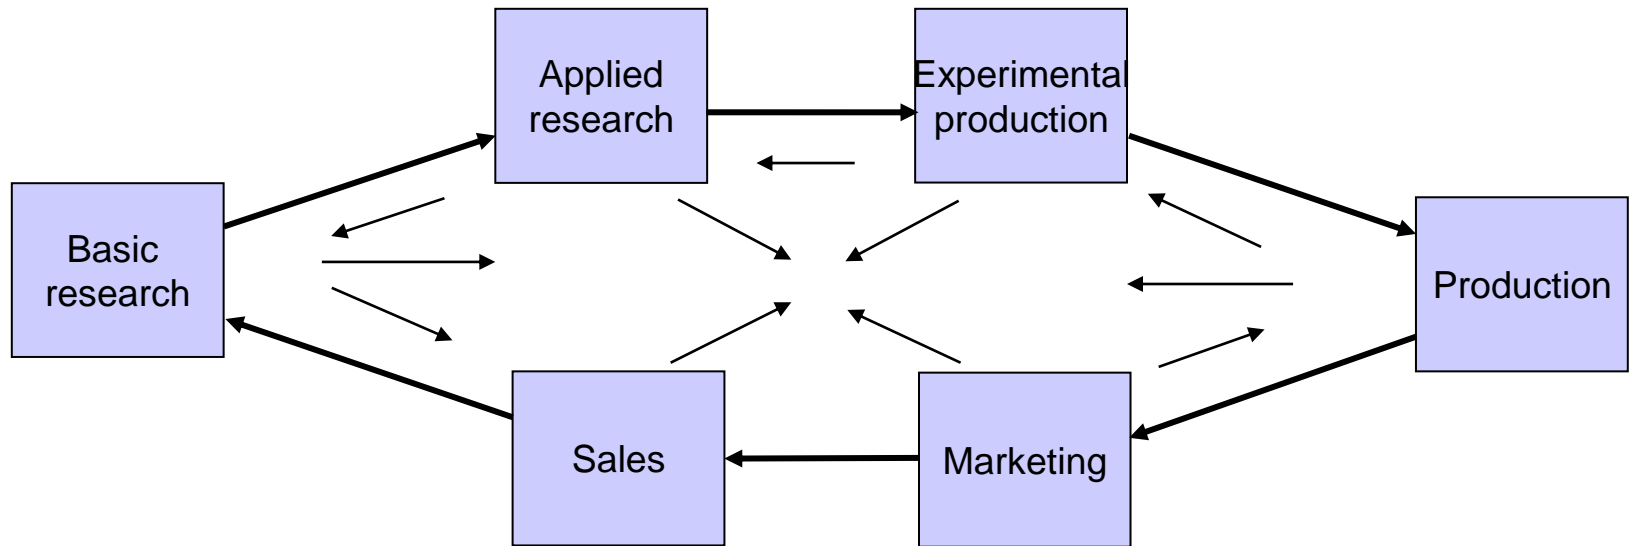 Applied
research
Experimental
production
Basic
research
Production
Sales
Marketing